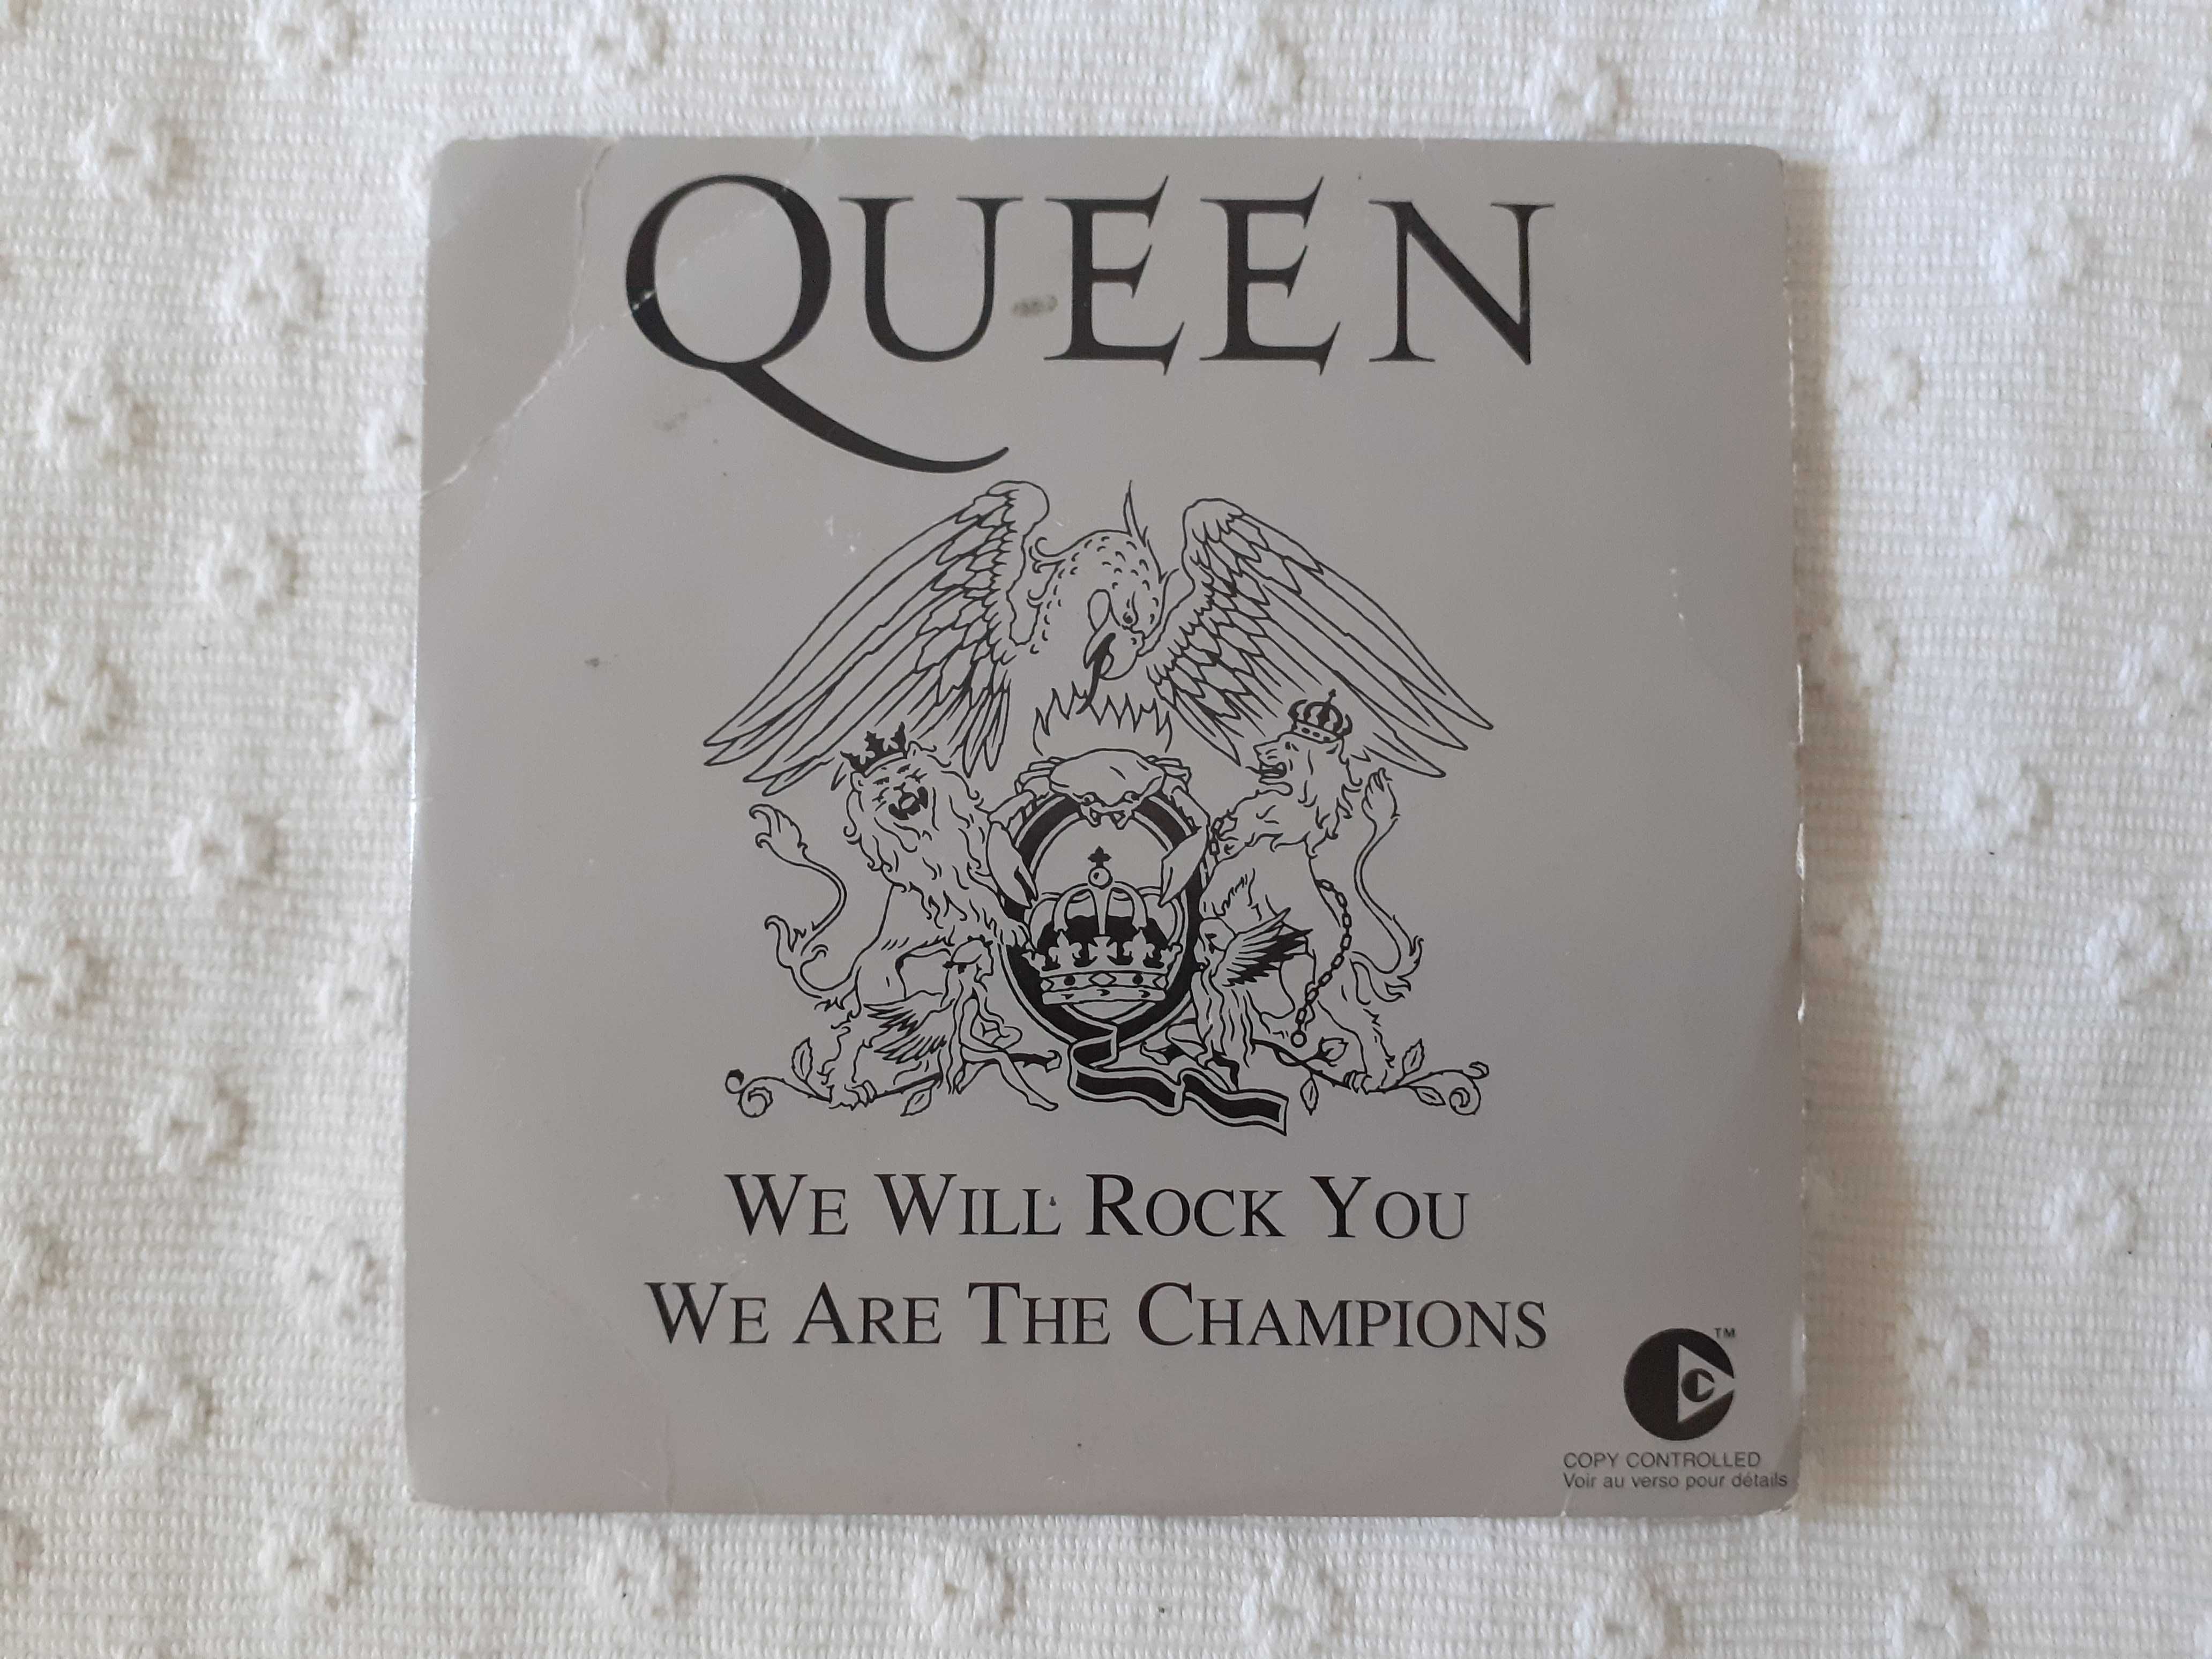 QUEEN
WE WILL ROCK YOU
WE ARE THE CHAMPIONS
TM
C
COPY CONTROLLED
Voir au verso pour détails